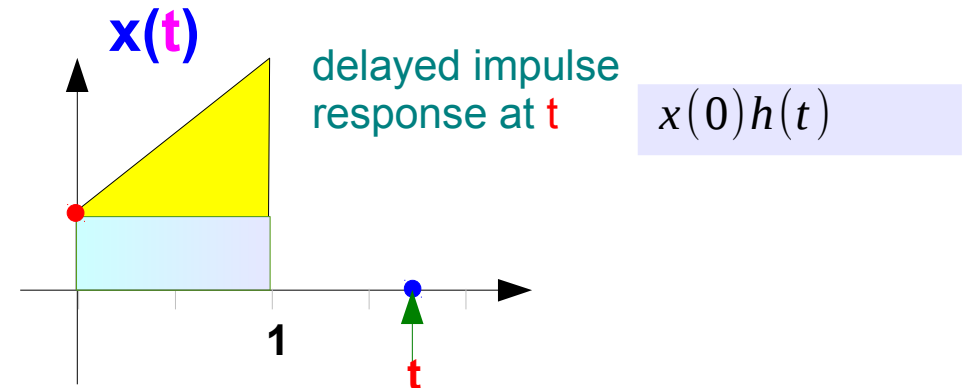 x(t)
delayed impulse
response at t
x(0)h(t)
1
t